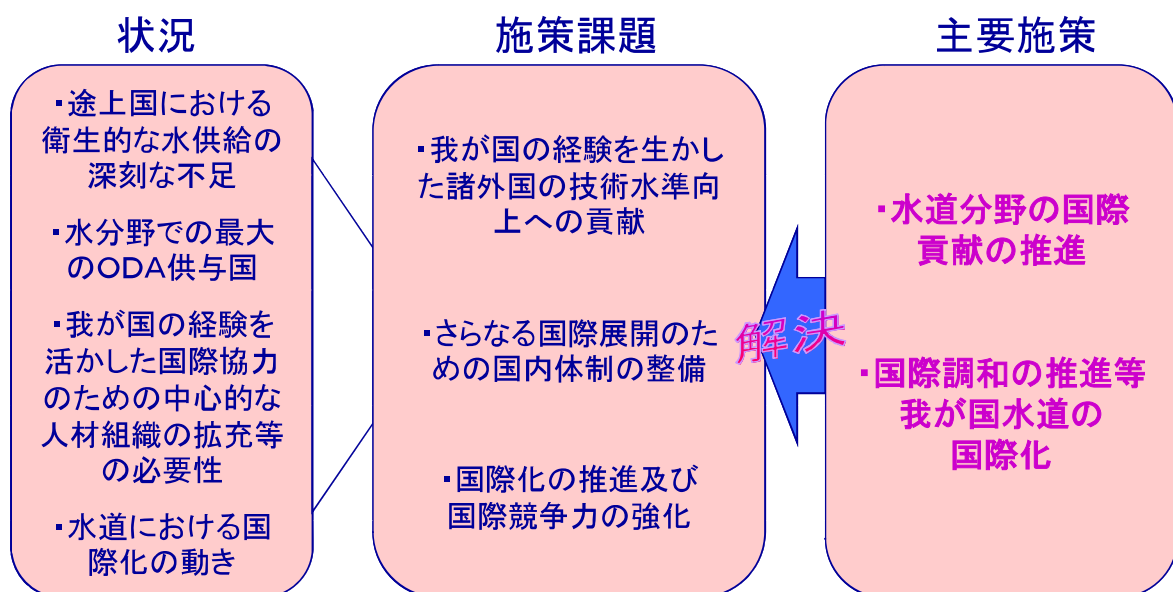 状況
・途上国における
衛生的な水供給の
深刻な不足
・水分野での最大
のODA供与国
・我が国の経験を
活かした国際協力
のための中心的な
人材組織の拡充等
の必要性
・水道における国
際化の動き
施策課題
・我が国の経験を生かし
た諸外国の技術水準向
上への貢献
・さらなる国際展開のた
めの国内体制の整備
・国際化の推進及び
国際競争力の強化
解決
主要施策
・水道分野の国際
貢献の推進
・国際調和の推進等
我が国水道の
国際化